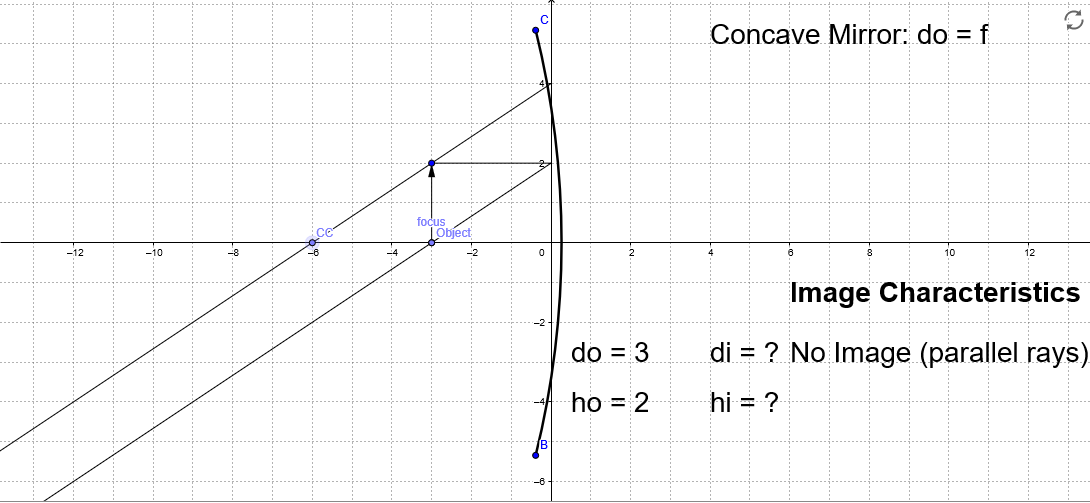 C
Concave Mirror: do = f
4
2
focus
CC
Object
−12
−10
−8
−6
−4
−2
0
2
4
6
8
10
12
Image Characteristics
−2
do = 3
di = ?
No Image (parallel rays)
−4
ho = 2
hi = ?
B
−6